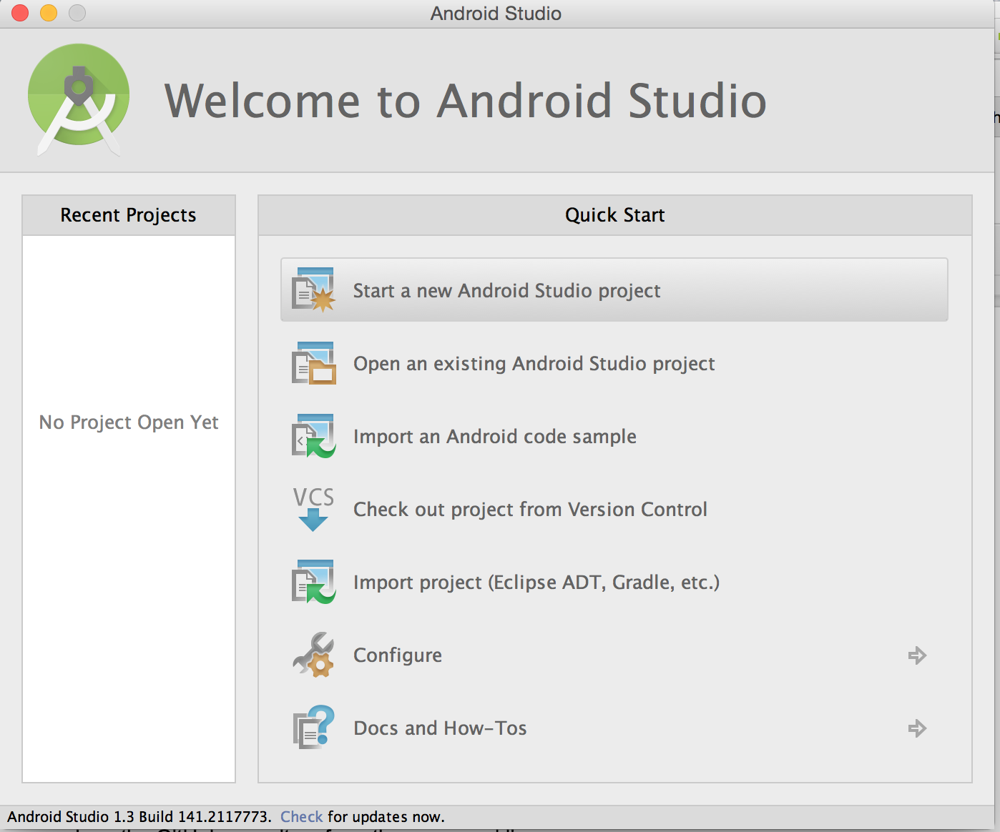 Android Studio
Welcome to Android Studio
Recent Projects
No Project Open Yet
Quick Start
Start a new Android Studio project
Open an existing Android Studio project
Import an Android code sample
VCS
Check out project from Version Control
Import project (Eclipse ADT, Gradle, etc.)
Configure
Docs and How-Tos
Android Studio 1.3 Build 141.2117773. Check for updates now.